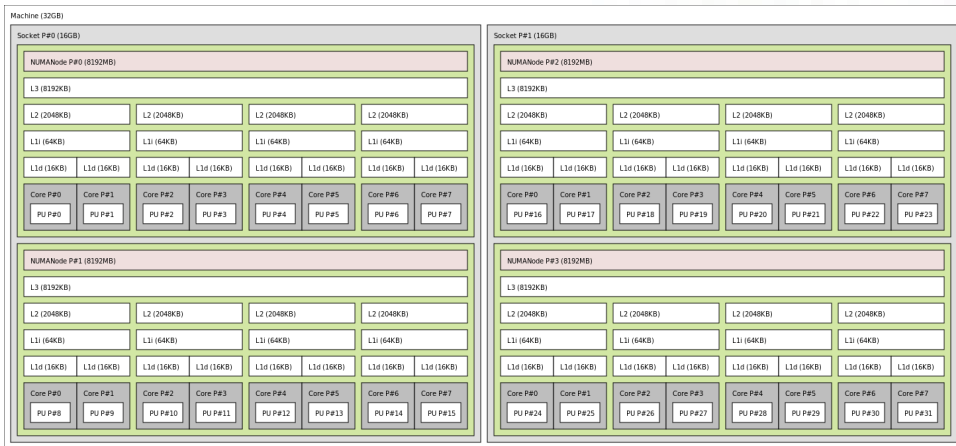 Machine (32GB)
Socket P#0 (16GB)
NUMANode P#0 (8192MB)
L3 (8192KB)
L2 (2048KB) L2 (2048KB) L2 (2048KB) L2 (2048KB)
L1i (64KB) L1i (64KB) L1i (64KB) L1i (64KB)
L1d (16KB) L1d (16KB) L1d (16KB) L1d (16KB) L1d (16KB) L1d (16KB) L1d (16KB) L1d (16KB)
Core P#0 Core P#1 Core P#2 Core P#3 Core P#4 Core P#5 Core P#6 Core P#7
PU P#0 PU P#1 PU P#2 PU P#3 PU P#4 PU P#5 PU P#6 PU P#7
NUMANode P#1 (8192MB)
L3 (8192KB)
L2 (2048KB) L2 (2048KB) L2 (2048KB) L2 (2048KB)
L1i (64KB) L1i (64KB) L1i (64KB) L1i (64KB)
L1d (16KB) L1d (16KB) L1d (16KB) L1d (16KB) L1d (16KB) L1d (16KB) L1d (16KB) L1d (16KB)
Core P#0 Core P#1 Core P#2 Core P#3 Core P#4 Core P#5 Core P#6 Core P#7
PU P#8 PU P#9 PU P#10 PU P#11 PU P#12 PU P#13 PU P#14 PU P#15
Socket P#1 (16GB)
NUMANode P#2 (8192MB)
L3 (8192KB)
L2 (2048KB) L2 (2048KB) L2 (2048KB) L2 (2048KB)
L1i (64KB) L1i (64KB) L1i (64KB) L1i (64KB)
L1d (16KB) L1d (16KB) L1d (16KB) L1d (16KB) L1d (16KB) L1d (16KB) L1d (16KB) L1d (16KB)
Core P#0 Core P#1 Core P#2 Core P#3 Core P#4 Core P#5 Core P#6 Core P#7
PU P#16 PU P#17 PU P#18 PU P#19 PU P#20 PU P#21 PU P#22 PU P#23
NUMANode P#3 (8192MB)
L3 (8192KB)
L2 (2048KB) L2 (2048KB) L2 (2048KB) L2 (2048KB)
L1i (64KB) L1i (64KB) L1i (64KB) L1i (64KB)
L1d (16KB) L1d (16KB) L1d (16KB) L1d (16KB) L1d (16KB) L1d (16KB) L1d (16KB) L1d (16KB)
Core P#0 Core P#1 Core P#2 Core P#3 Core P#4 Core P#5 Core P#6 Core P#7
PU P#24 PU P#25 PU P#26 PU P#27 PU P#28 PU P#29 PU P#30 PU P#31